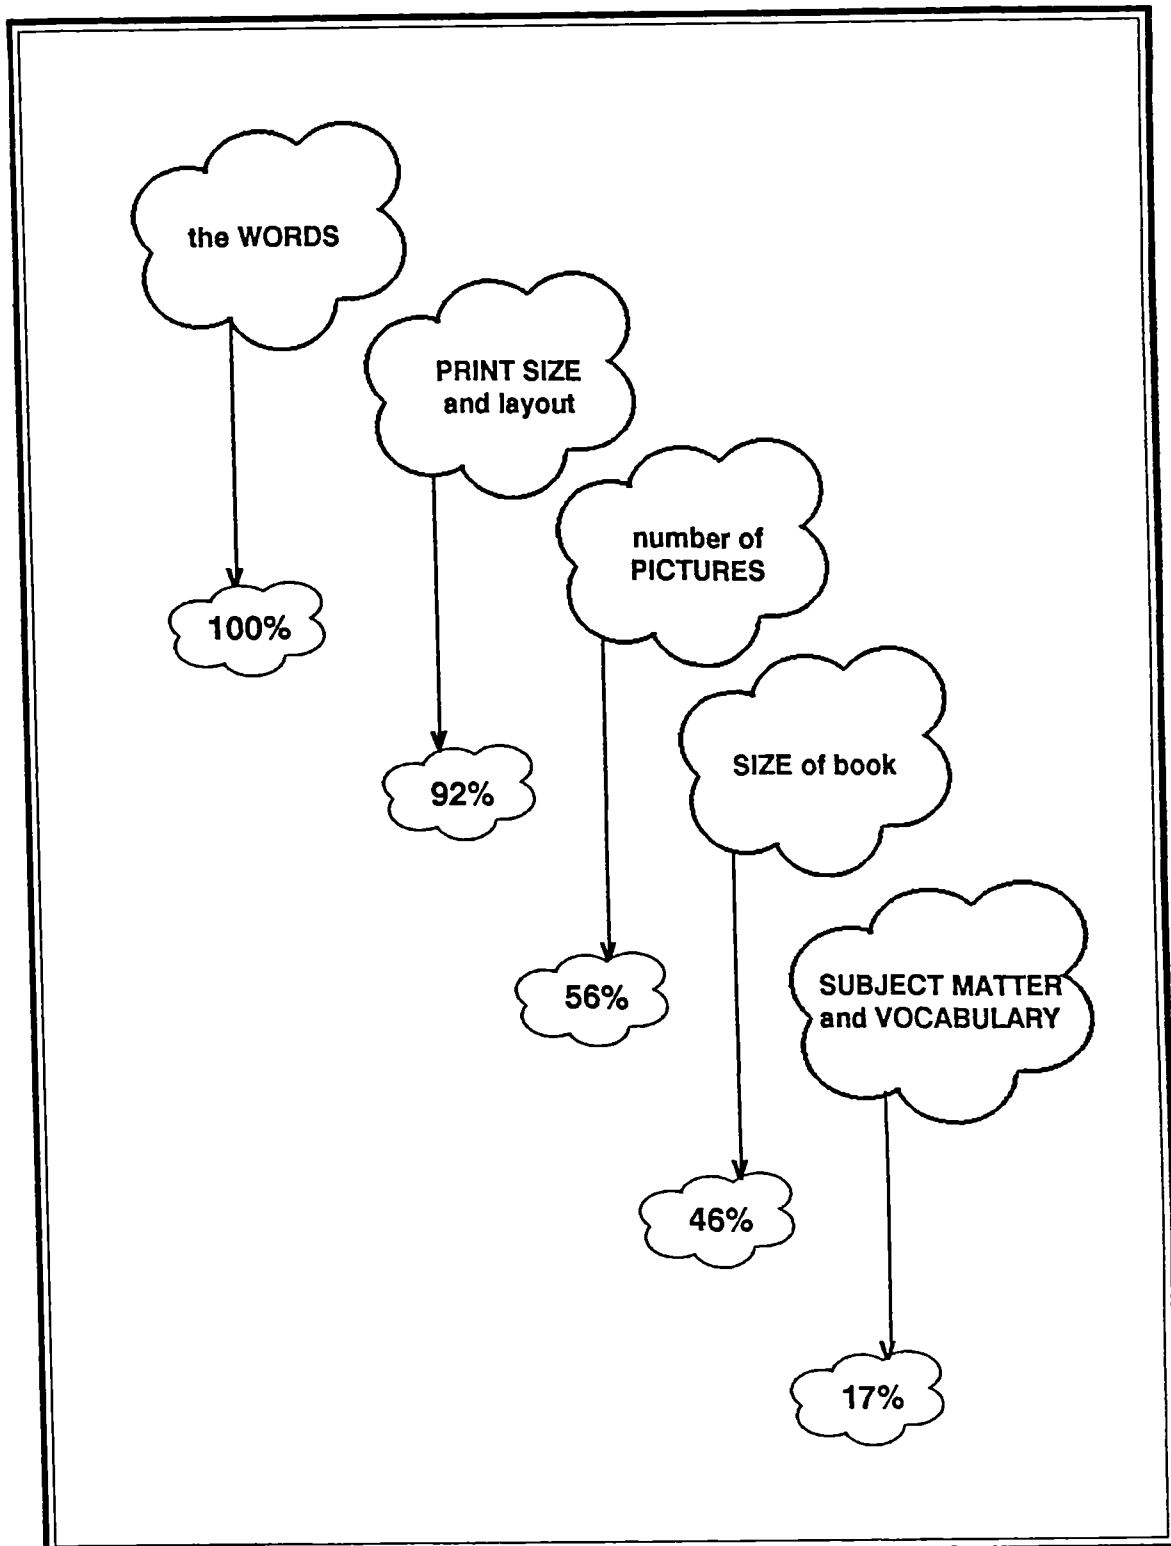 the WORDS
PRINT SIZE
and layout
number of
PICTURES
100%
SIZE of book
92%
SUBJECT MATTER
and VOCABULARY
56%
46%
17%